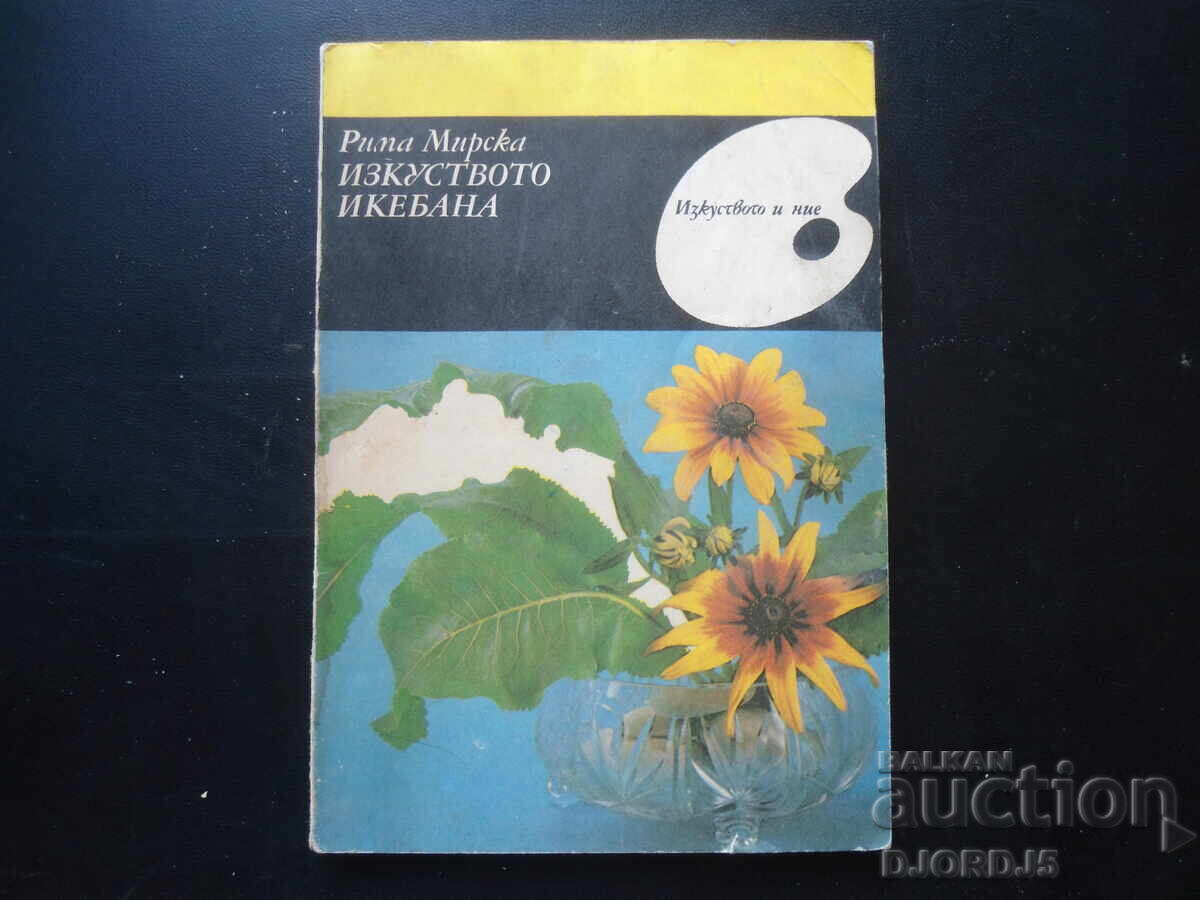 Рима Мирска
ИЗКУСТВОТО
ИКЕБАНА
Изкуството и ние
BALKAN
auction
DJORDJ5